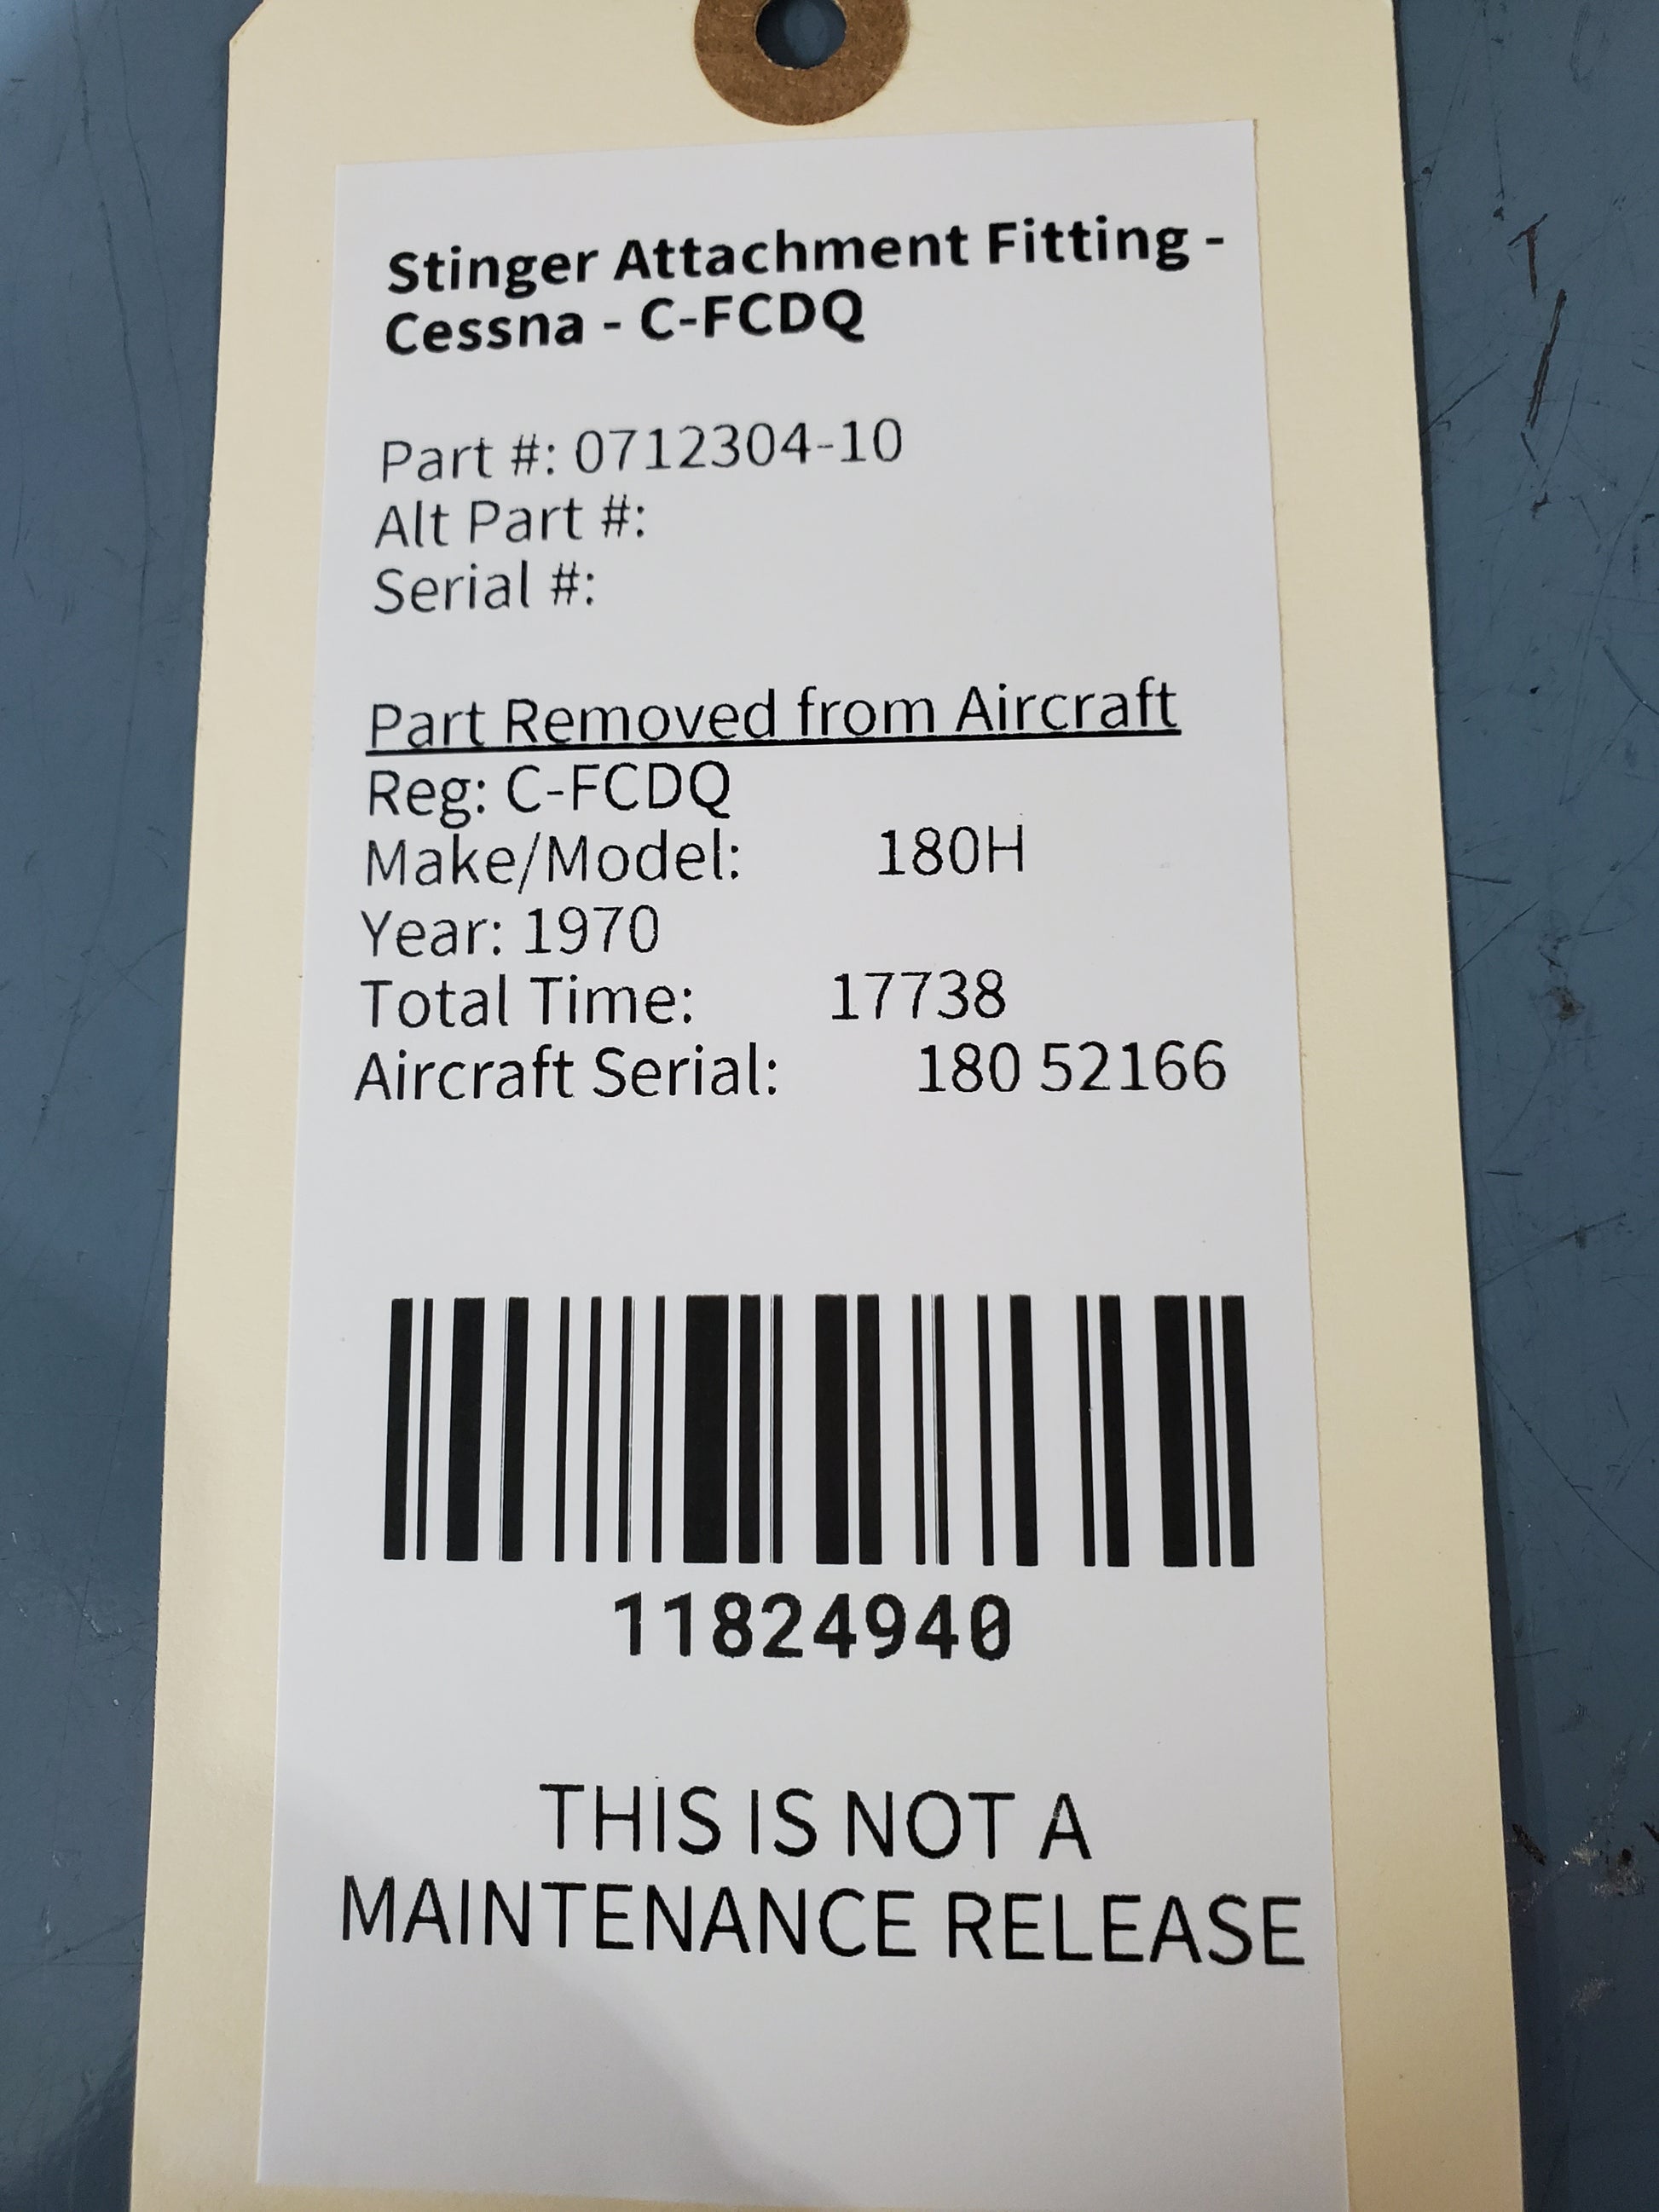 Stinger Attachment Fitting -
Cessna - C-FCDQ
Part #: 0712304-10
Alt Part #:
Serial #:
Part Removed from Aircraft
Reg: C-FCDQ
Make/Model: 180H
Year: 1970
Total Time: 17738
Aircraft Serial: 180 52166
11824940
THIS IS NOT A
MAINTENANCE RELEASE